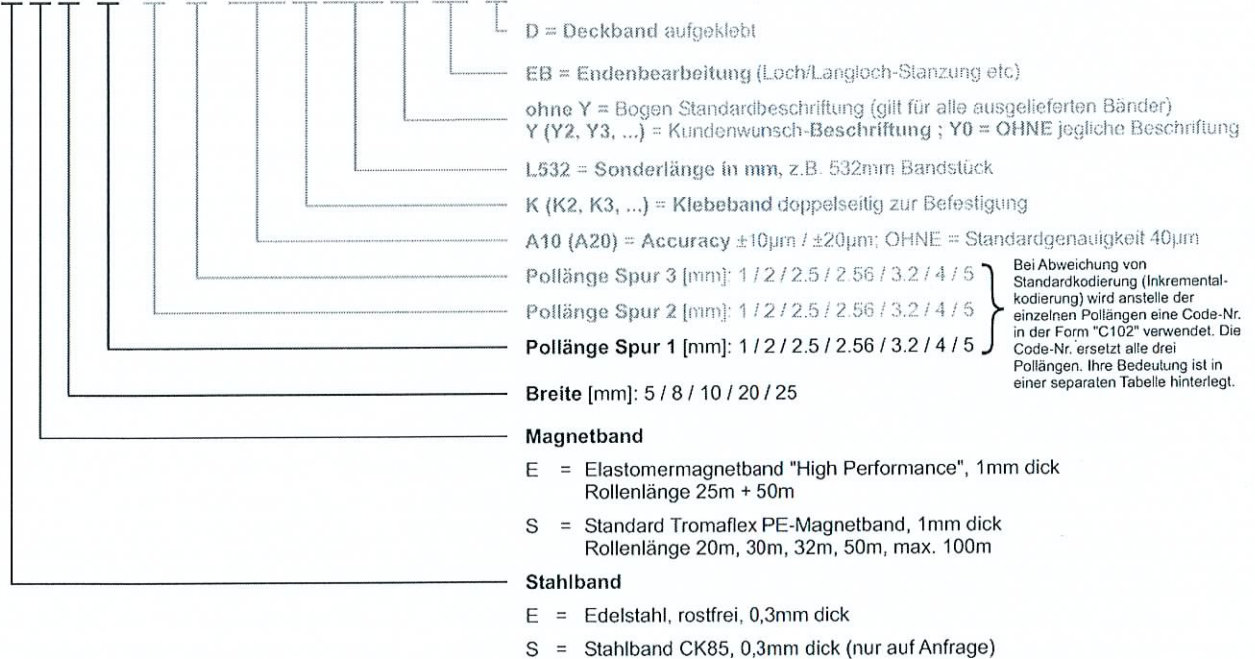 D = Deckband aufgeklebt
EB = Endenbearbeitung (Loch/Langloch-Stanzung etc)
ohne Y = Bogen Standardbeschriftung (gilt für alle ausgelieferten Bänder)
Y (Y2, Y3, ...) = Kundenwunsch-Beschriftung ; Y0 = OHNE jegliche Beschriftung
L532 = Sonderlänge in mm, z.B. 532mm Bandstück
K (K2, K3, ...) = Klebeband doppelseitig zur Befestigung
A10 (A20) = Accuracy ±10µm / ±20µm; OHNE = Standardgenauigkeit 40µm
Pollänge Spur 3 [mm]: 1 / 2 / 2.5 / 2.56 / 3.2 / 4 / 5
Pollänge Spur 2 [mm]: 1 / 2 / 2.5 / 2.56 / 3.2 / 4 / 5
Pollänge Spur 1 [mm]: 1 / 2 / 2.5 / 2.56 / 3.2 / 4 / 5
Bei Abweichung von
Standardkodierung (Inkremental-
kodierung) wird anstelle der
einzelnen Pollängen eine Code-Nr.
in der Form "C102" verwendet. Die
Code-Nr. ersetzt alle drei
Pollängen. Ihre Bedeutung ist in
einer separaten Tabelle hinterlegt.
Breite [mm]: 5 / 8 / 10 / 20 / 25
Magnetband
E = Elastomermagnetband "High Performance", 1mm dick
Rollenlänge 25m + 50m
S = Standard Tromaflex PE-Magnetband, 1mm dick
Rollenlänge 20m, 30m, 32m, 50m, max. 100m
Stahlband
E = Edelstahl, rostfrei, 0,3mm dick
S = Stahlband CK85, 0,3mm dick (nur auf Anfrage)